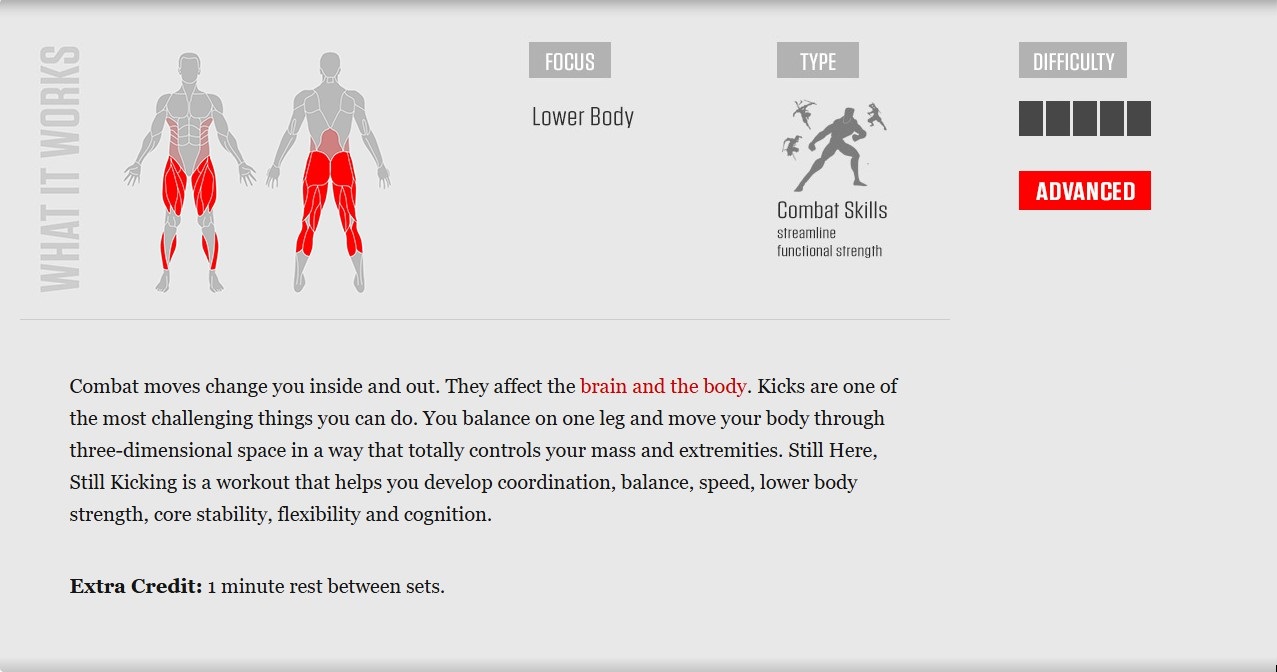 WHAT IT WORKS
FOCUS
Lower Body
TYPE
Combat Skills
streamline
functional strength
DIFFICULTY
ADVANCED
Combat moves change you inside and out. They affect the brain and the body. Kicks are one of
the most challenging things you can do. You balance on one leg and move your body through
three-dimensional space in a way that totally controls your mass and extremities. Still Here,
Still Kicking is a workout that helps you develop coordination, balance, speed, lower body
strength, core stability, flexibility and cognition.
Extra Credit: 1 minute rest between sets.